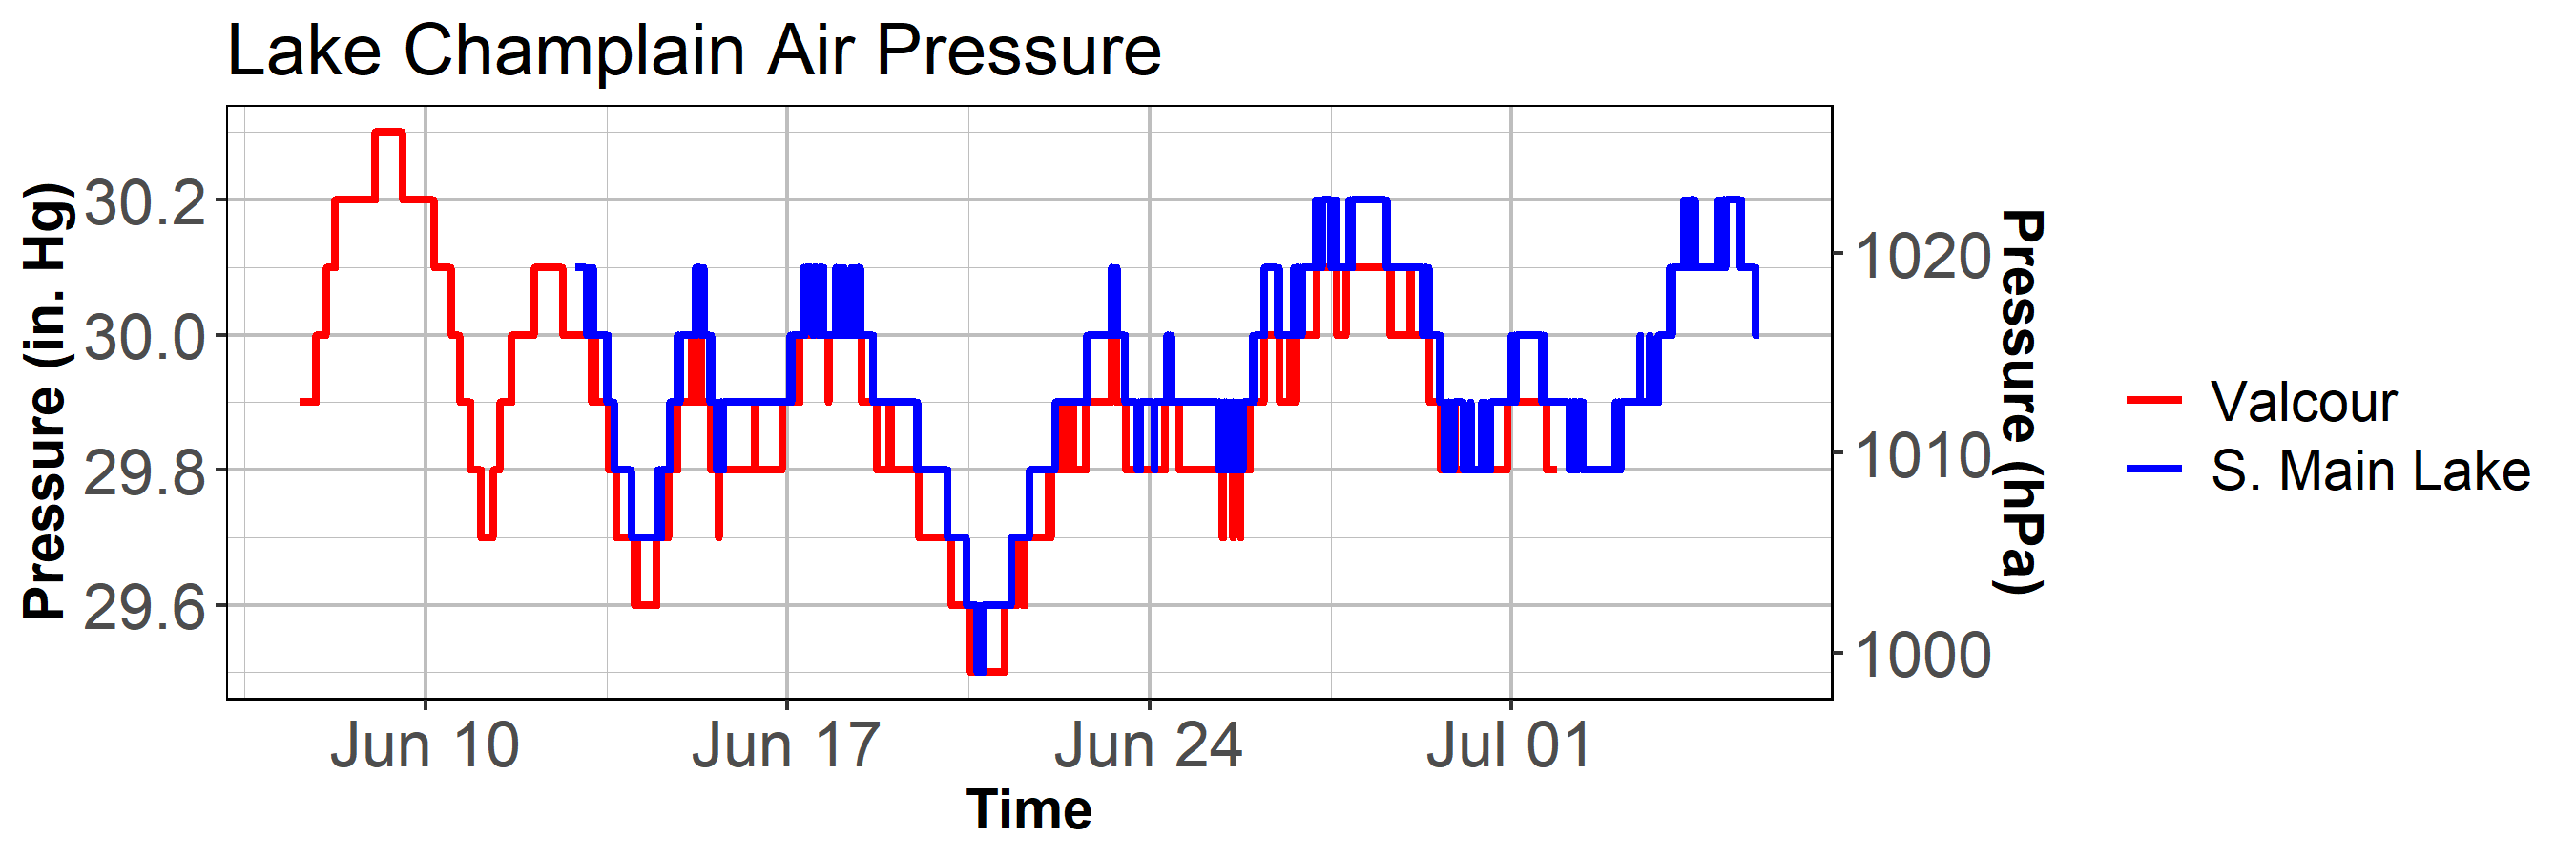 Lake Champlain Air Pressure
Pressure (in. Hg)
30.2
30.0
29.8
29.6
1020
1010
1000
Pressure (hPa)
Jun 10 Jun 17 Jun 24 Jul 01
Time
Valcour
S. Main Lake